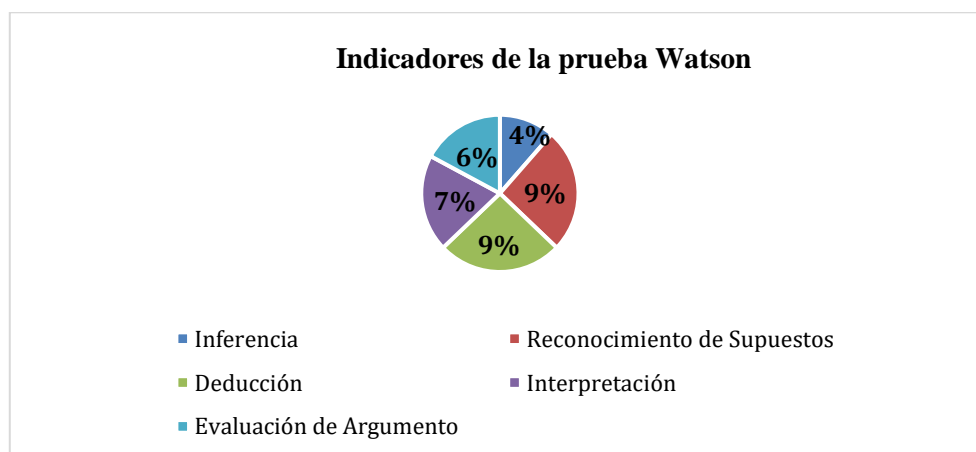 Indicadores de la prueba Watson
4%
6%
9%
7%
9%
Inferencia
Reconocimiento de Supuestos
Deducción
Interpretación
Evaluación de Argumento